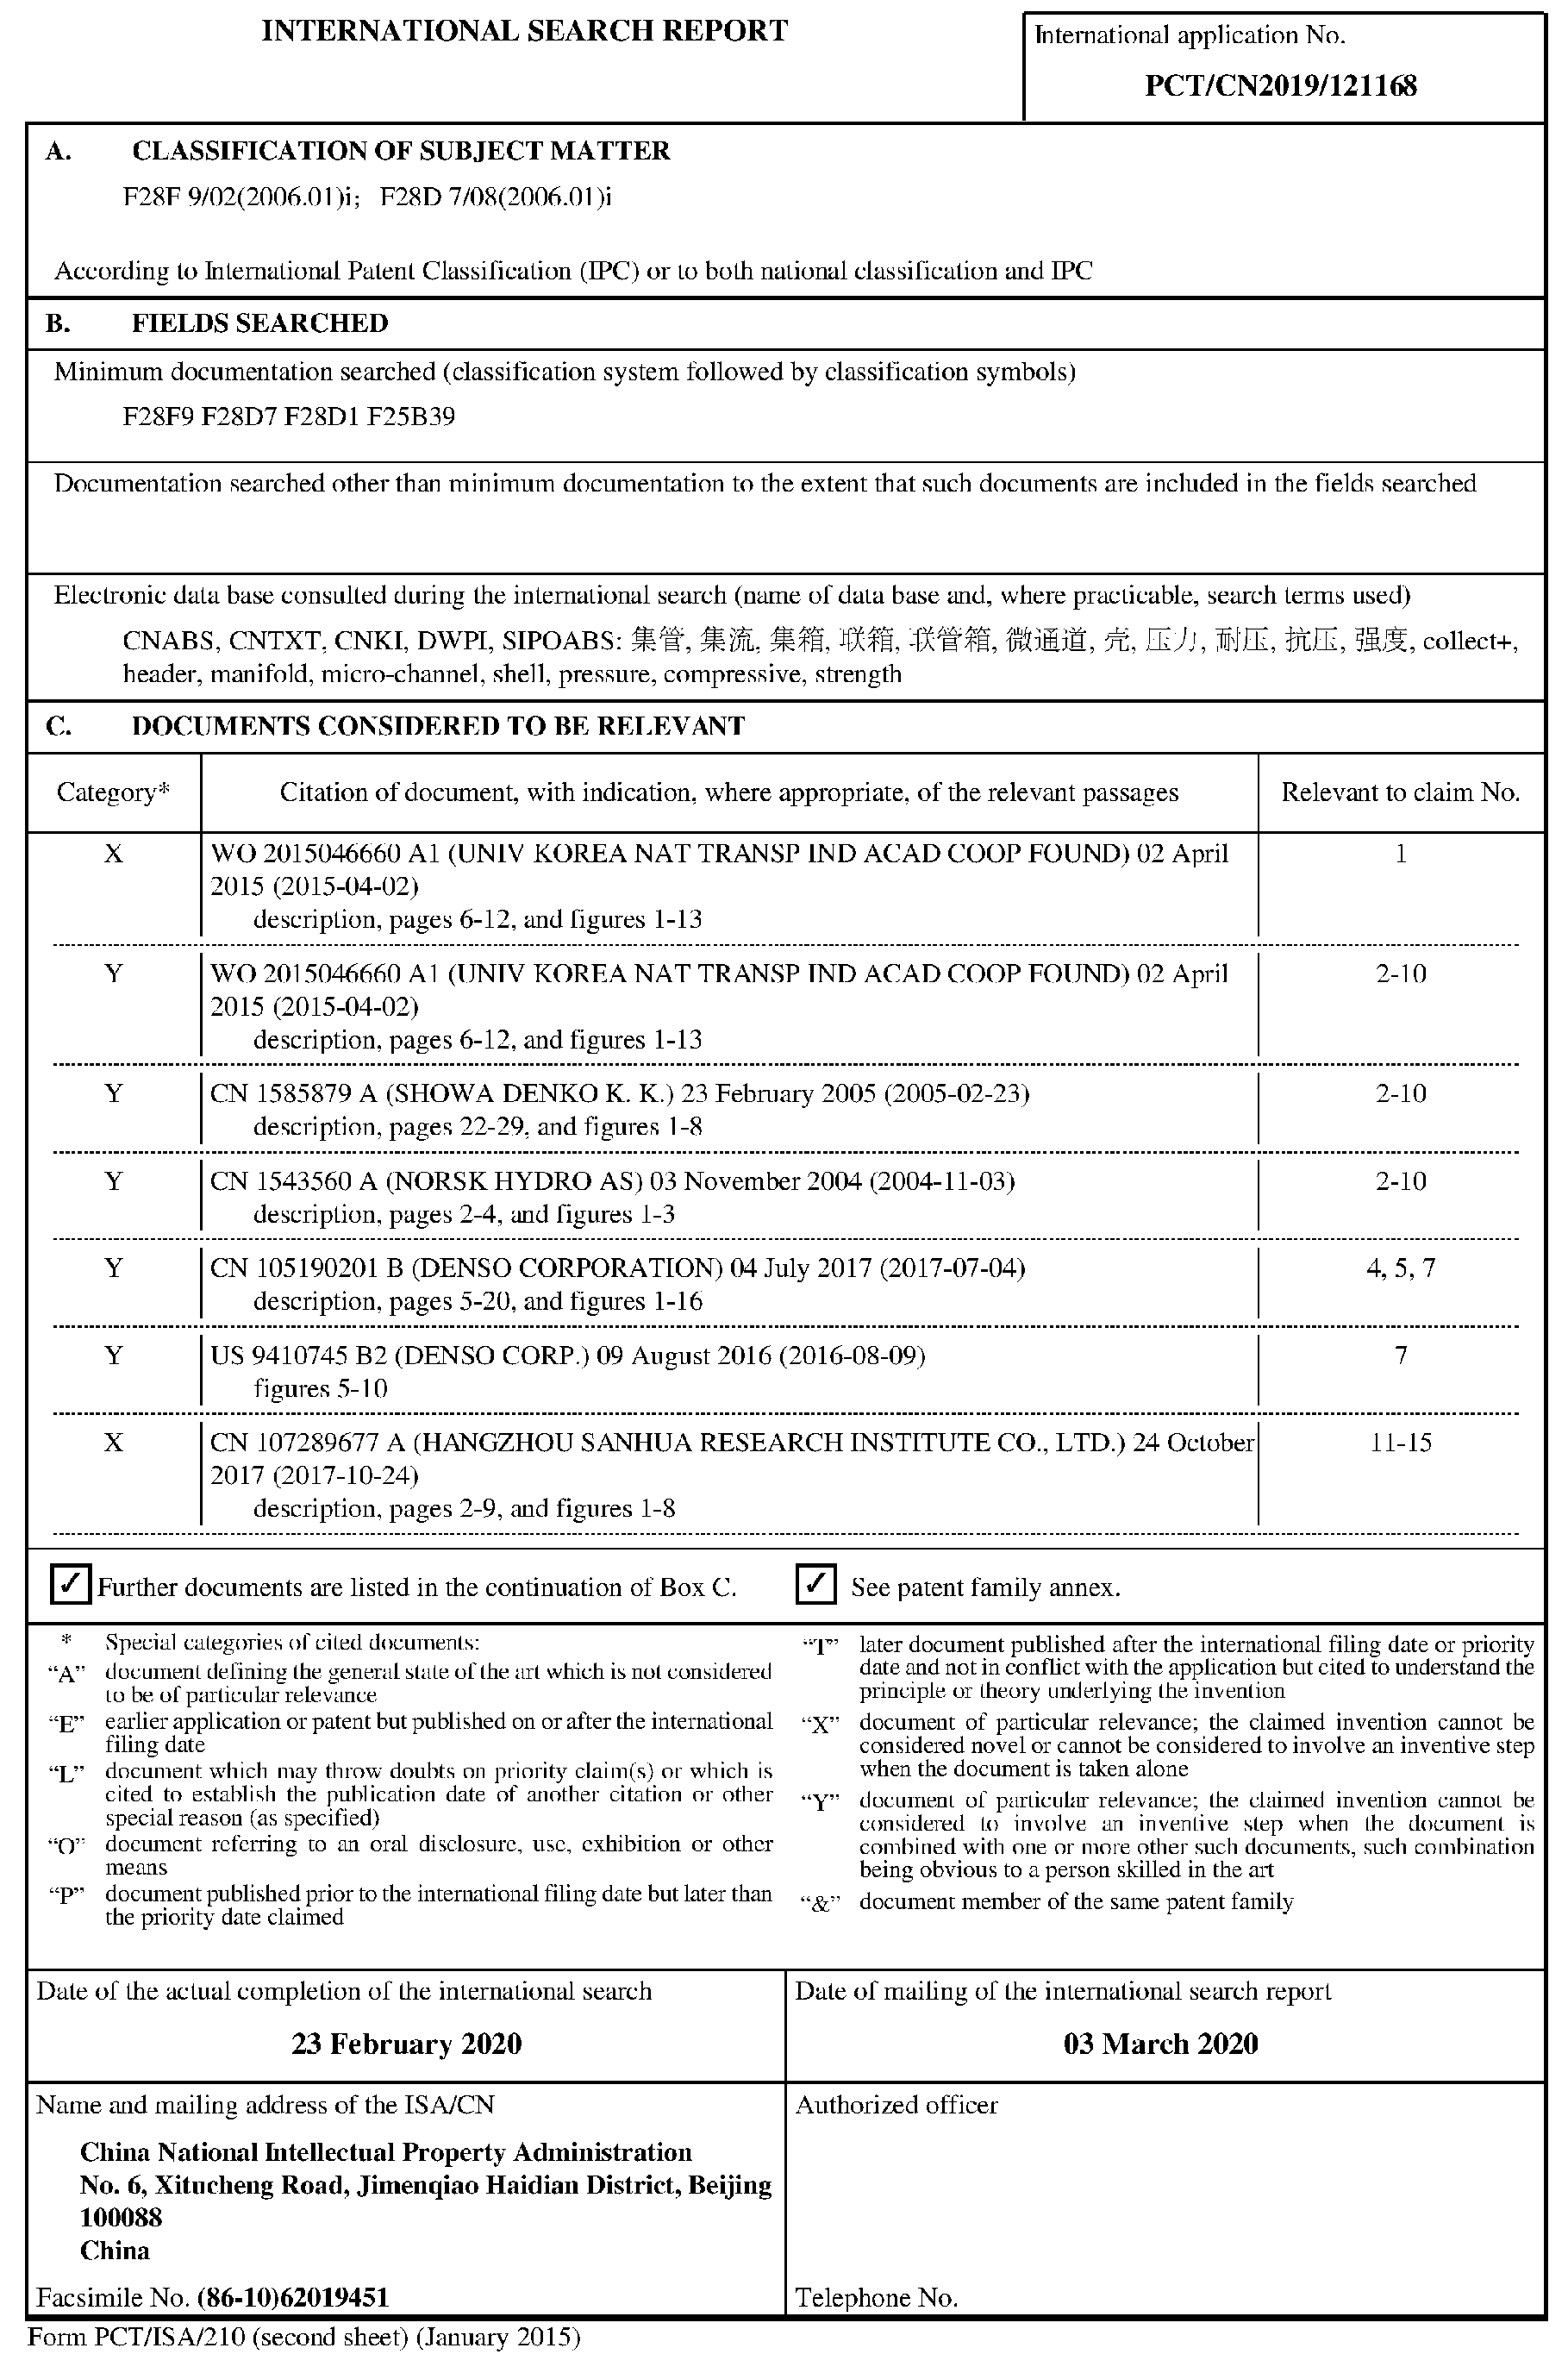 INTERNATIONAL SEARCH REPORT
International application No.
PCT/CN2019/121168
A. CLASSIFICATION OF SUBJECT MATTER
F28F 9/02(2006.01)i; F28D 7/08(2006.01)i
According to International Patent Classification (IPC) or to both national classification and IPC
B. FIELDS SEARCHED
Minimum documentation searched (classification system followed by classification symbols)
F28F9 F28D7 F28D1 F25B39
Documentation searched other than minimum documentation to the extent that such documents are included in the fields searched
Electronic data base consulted during the international search (name of data base and, where practicable, search terms used)
CNABS, CNTXT, CNKI, DWPI, SIPOABS: 集管, 集流, 集箱, 联箱, 联管箱, 微通道, 壳, 压力, 耐压, 抗压, 强度, collect+,
header, manifold, micro-channel, shell, pressure, compressive, strength
C. DOCUMENTS CONSIDERED TO BE RELEVANT
Category* Citation of document, with indication, where appropriate, of the relevant passages Relevant to claim No.
X WO 2015046660 A1 (UNIV KOREA NAT TRANSP IND ACAD COOP FOUND) 02 April 1
2015 (2015-04-02)
description, pages 6-12, and figures 1-13
Y WO 2015046660 A1 (UNIV KOREA NAT TRANSP IND ACAD COOP FOUND) 02 April 2-10
2015 (2015-04-02)
description, pages 6-12, and figures 1-13
Y CN 1585879 A (SHOWA DENKO K. K.) 23 February 2005 (2005-02-23) 2-10
description, pages 22-29, and figures 1-8
Y CN 1543560 A (NORSK HYDRO AS) 03 November 2004 (2004-11-03) 2-10
description, pages 2-4, and figures 1-3
Y CN 105190201 B (DENSO CORPORATION) 04 July 2017 (2017-07-04) 4, 5, 7
description, pages 5-20, and figures 1-16
Y US 9410745 B2 (DENSO CORP.) 09 August 2016 (2016-08-09) 7
figures 5-10
X CN 107289677 A (HANGZHOU SANHUA RESEARCH INSTITUTE CO., LTD.) 24 October 11-15
2017 (2017-10-24)
description, pages 2-9, and figures 1-8
✓ Further documents are listed in the continuation of Box C. ✓ See patent family annex.
* Special categories of cited documents:
“A” document defining the general state of the art which is not considered
to be of particular relevance
“E” earlier application or patent but published on or after the international
filing date
“L” document which may throw doubts on priority claim(s) or which is
cited to establish the publication date of another citation or other
special reason (as specified)
“O” document referring to an oral disclosure, use, exhibition or other
means
“P” document published prior to the international filing date but later than
the priority date claimed
“T” later document published after the international filing date or priority
date and not in conflict with the application but cited to understand the
principle or theory underlying the invention
“X” document of particular relevance; the claimed invention cannot be
considered novel or cannot be considered to involve an inventive step
when the document is taken alone
“Y” document of particular relevance; the claimed invention cannot be
considered to involve an inventive step when the document is
combined with one or more other such documents, such combination
being obvious to a person skilled in the art
“&” document member of the same patent family
Date of the actual completion of the international search
23 February 2020
Date of mailing of the international search report
03 March 2020
Name and mailing address of the ISA/CN
China National Intellectual Property Administration
No. 6, Xitucheng Road, Jimenqiao Haidian District, Beijing
100088
China
Facsimile No. (86-10)62019451
Authorized officer
Telephone No.
Form PCT/ISA/210 (second sheet) (January 2015)